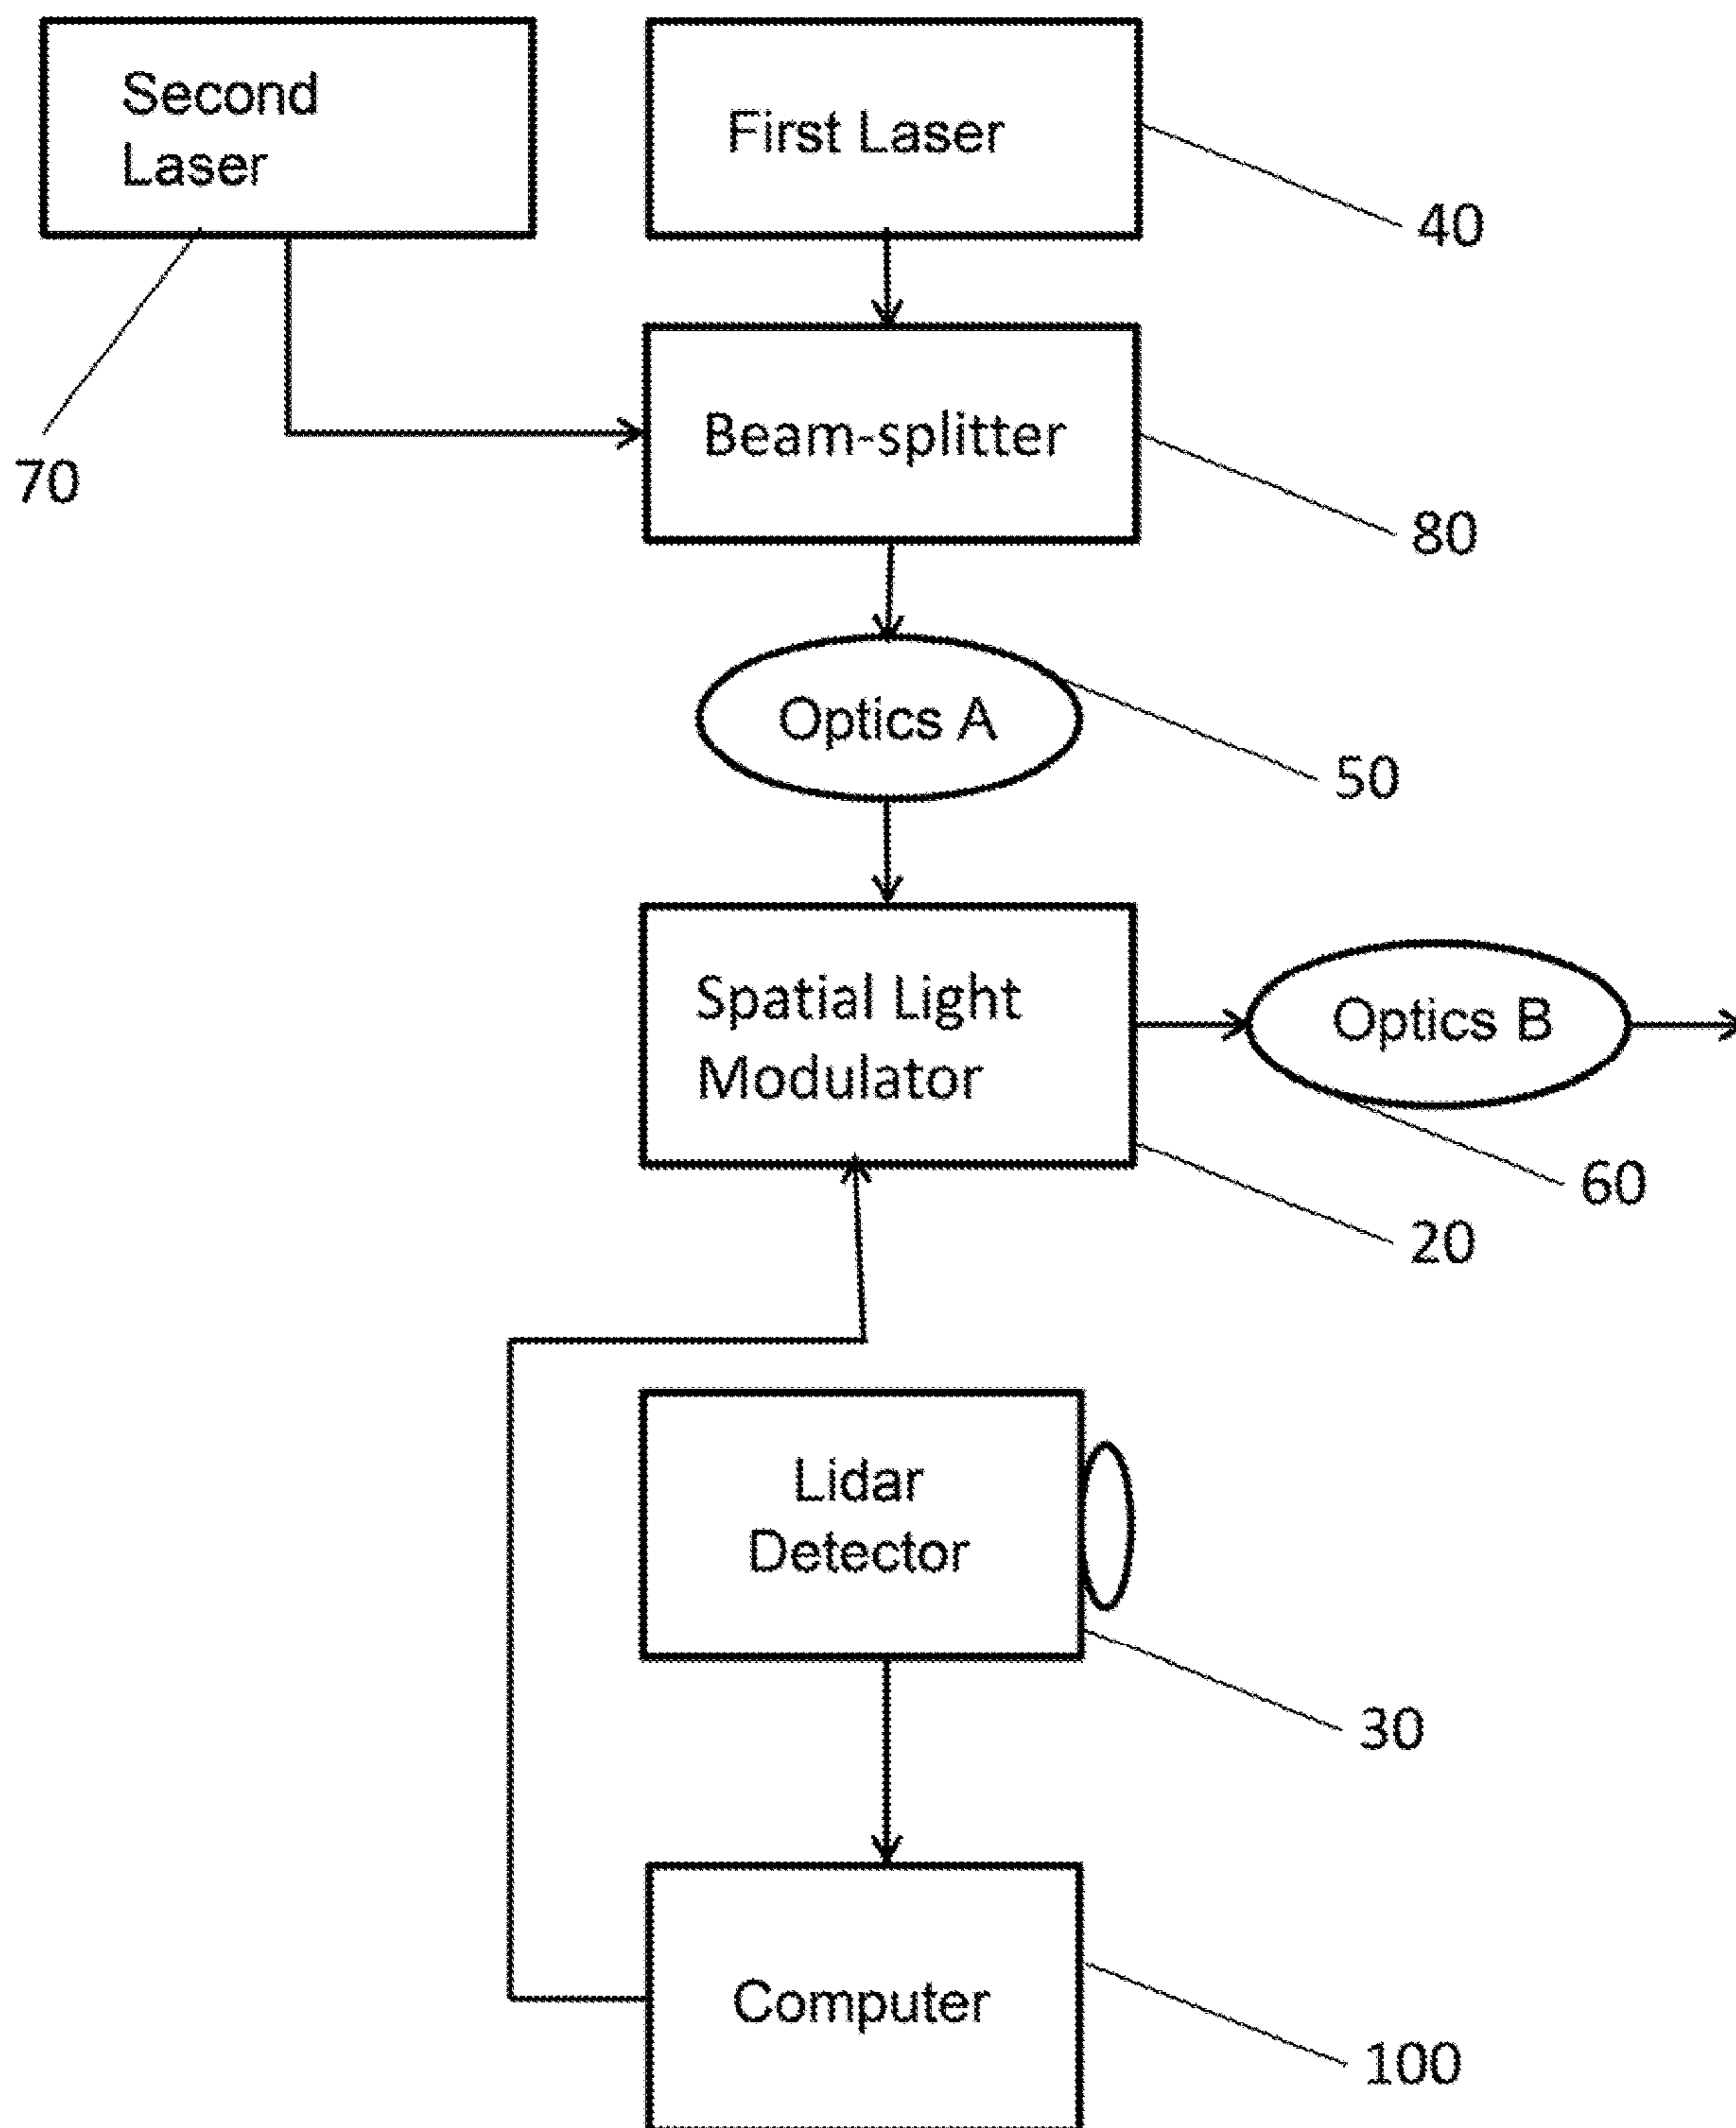 Second
Laser
First Laser
40
70
Beam-splitter
80
Optics A
50
Spatial Light
Modulator
Optics B
60
20
Lidar
Detector
30
Computer
100